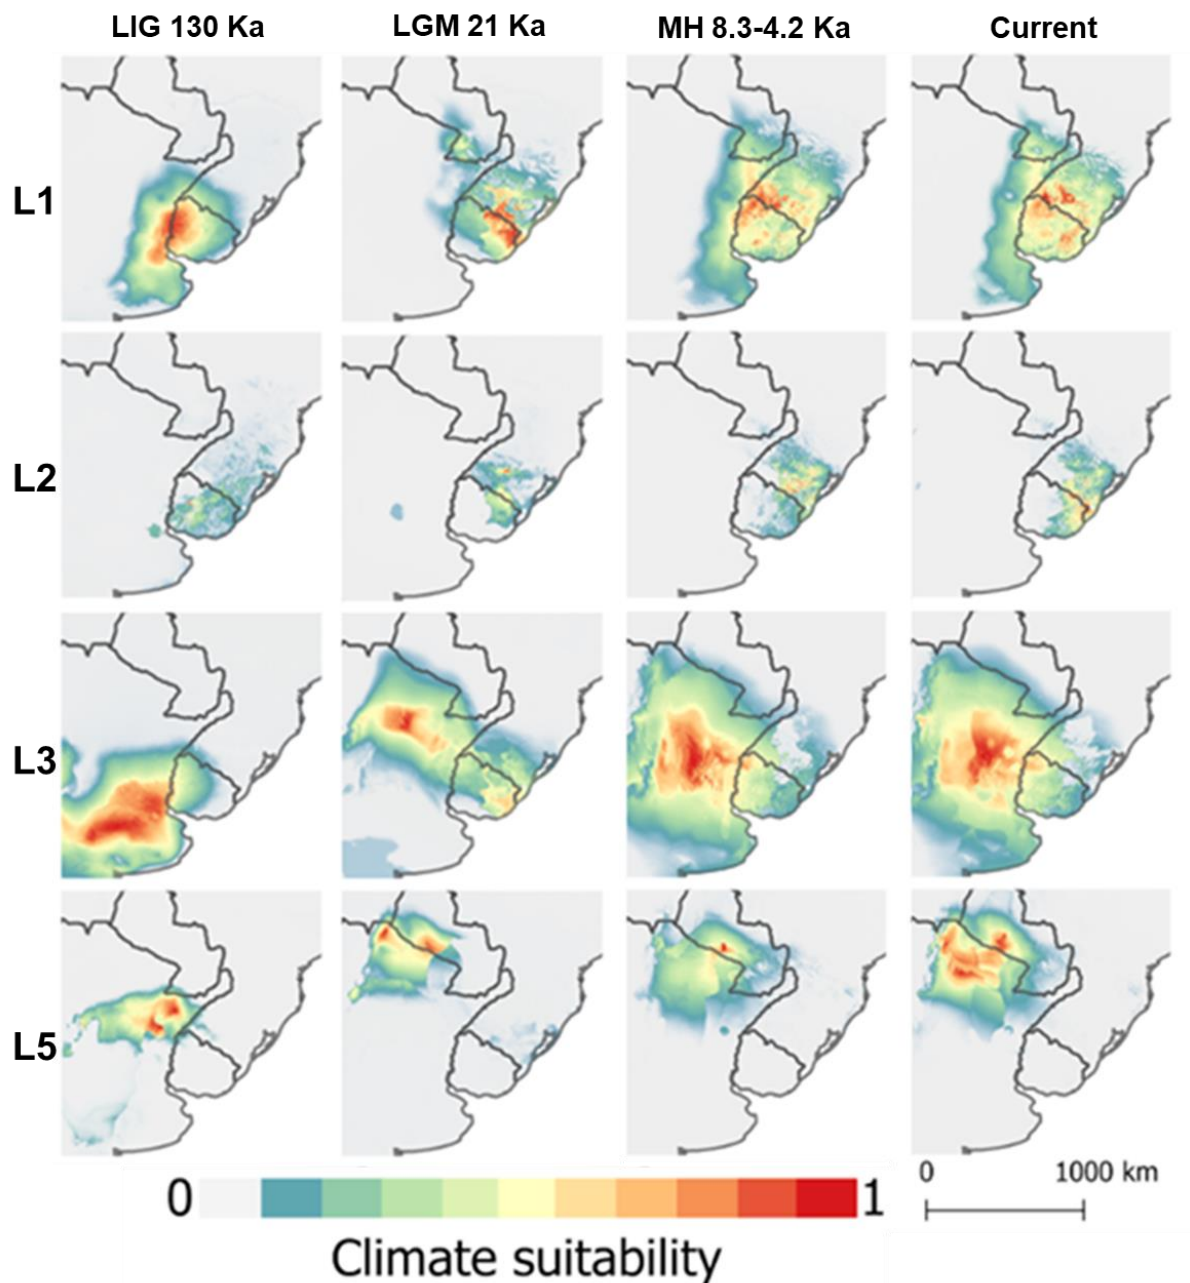 LIG 130 Ka LGM 21 Ka MH 8.3-4.2 Ka Current
L1
L2
L3
L5
0 1000 km
0 1
Climate suitability